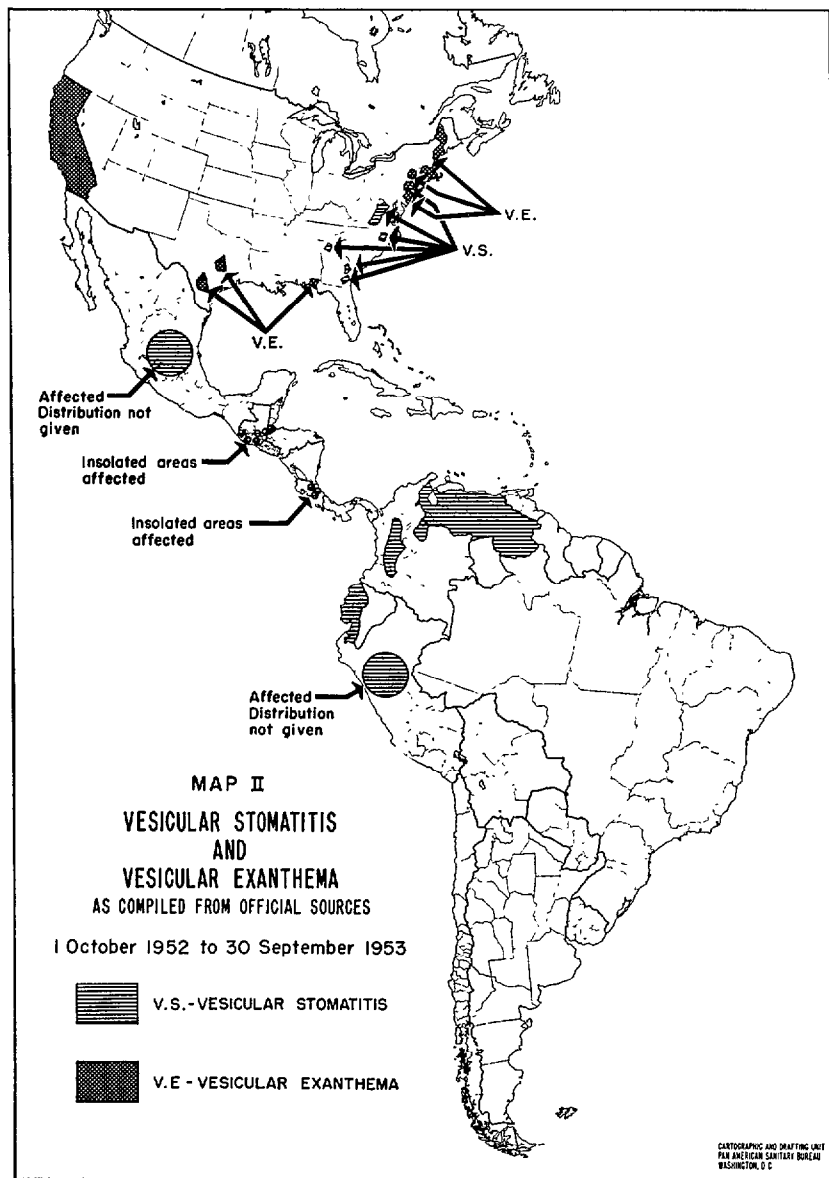 V.E.
V.S.
V.E.
Affected
Distribution not
given
Insolated areas
affected
Insolated areas
affected
Affected
Distribution
not given
MAP II
VESICULAR STOMATITIS
AND
VESICULAR EXANTHEMA
AS COMPILED FROM OFFICIAL SOURCES
1 October 1952 to 30 September 1953
V.S.-VESICULAR STOMATITIS
V.E - VESICULAR EXANTHEMA
CARTOGRAPHIC AND DRAFTING UNIT
PAN AMERICAN SANITARY BUREAU
WASHINGTON, D C